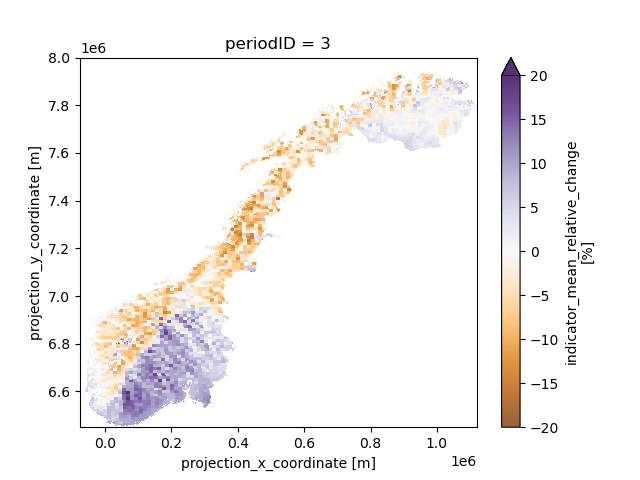 periodID = 3
1e6
8.0
7.8
7.6
7.4
7.2
7.0
6.8
6.6
projection_y_coordinate [m]
0.0 0.2 0.4 0.6 0.8 1.0
1e6
projection_x_coordinate [m]
20
15
10
5
0
−5
−10
−15
−20
indicator_mean_relative_change
[%]